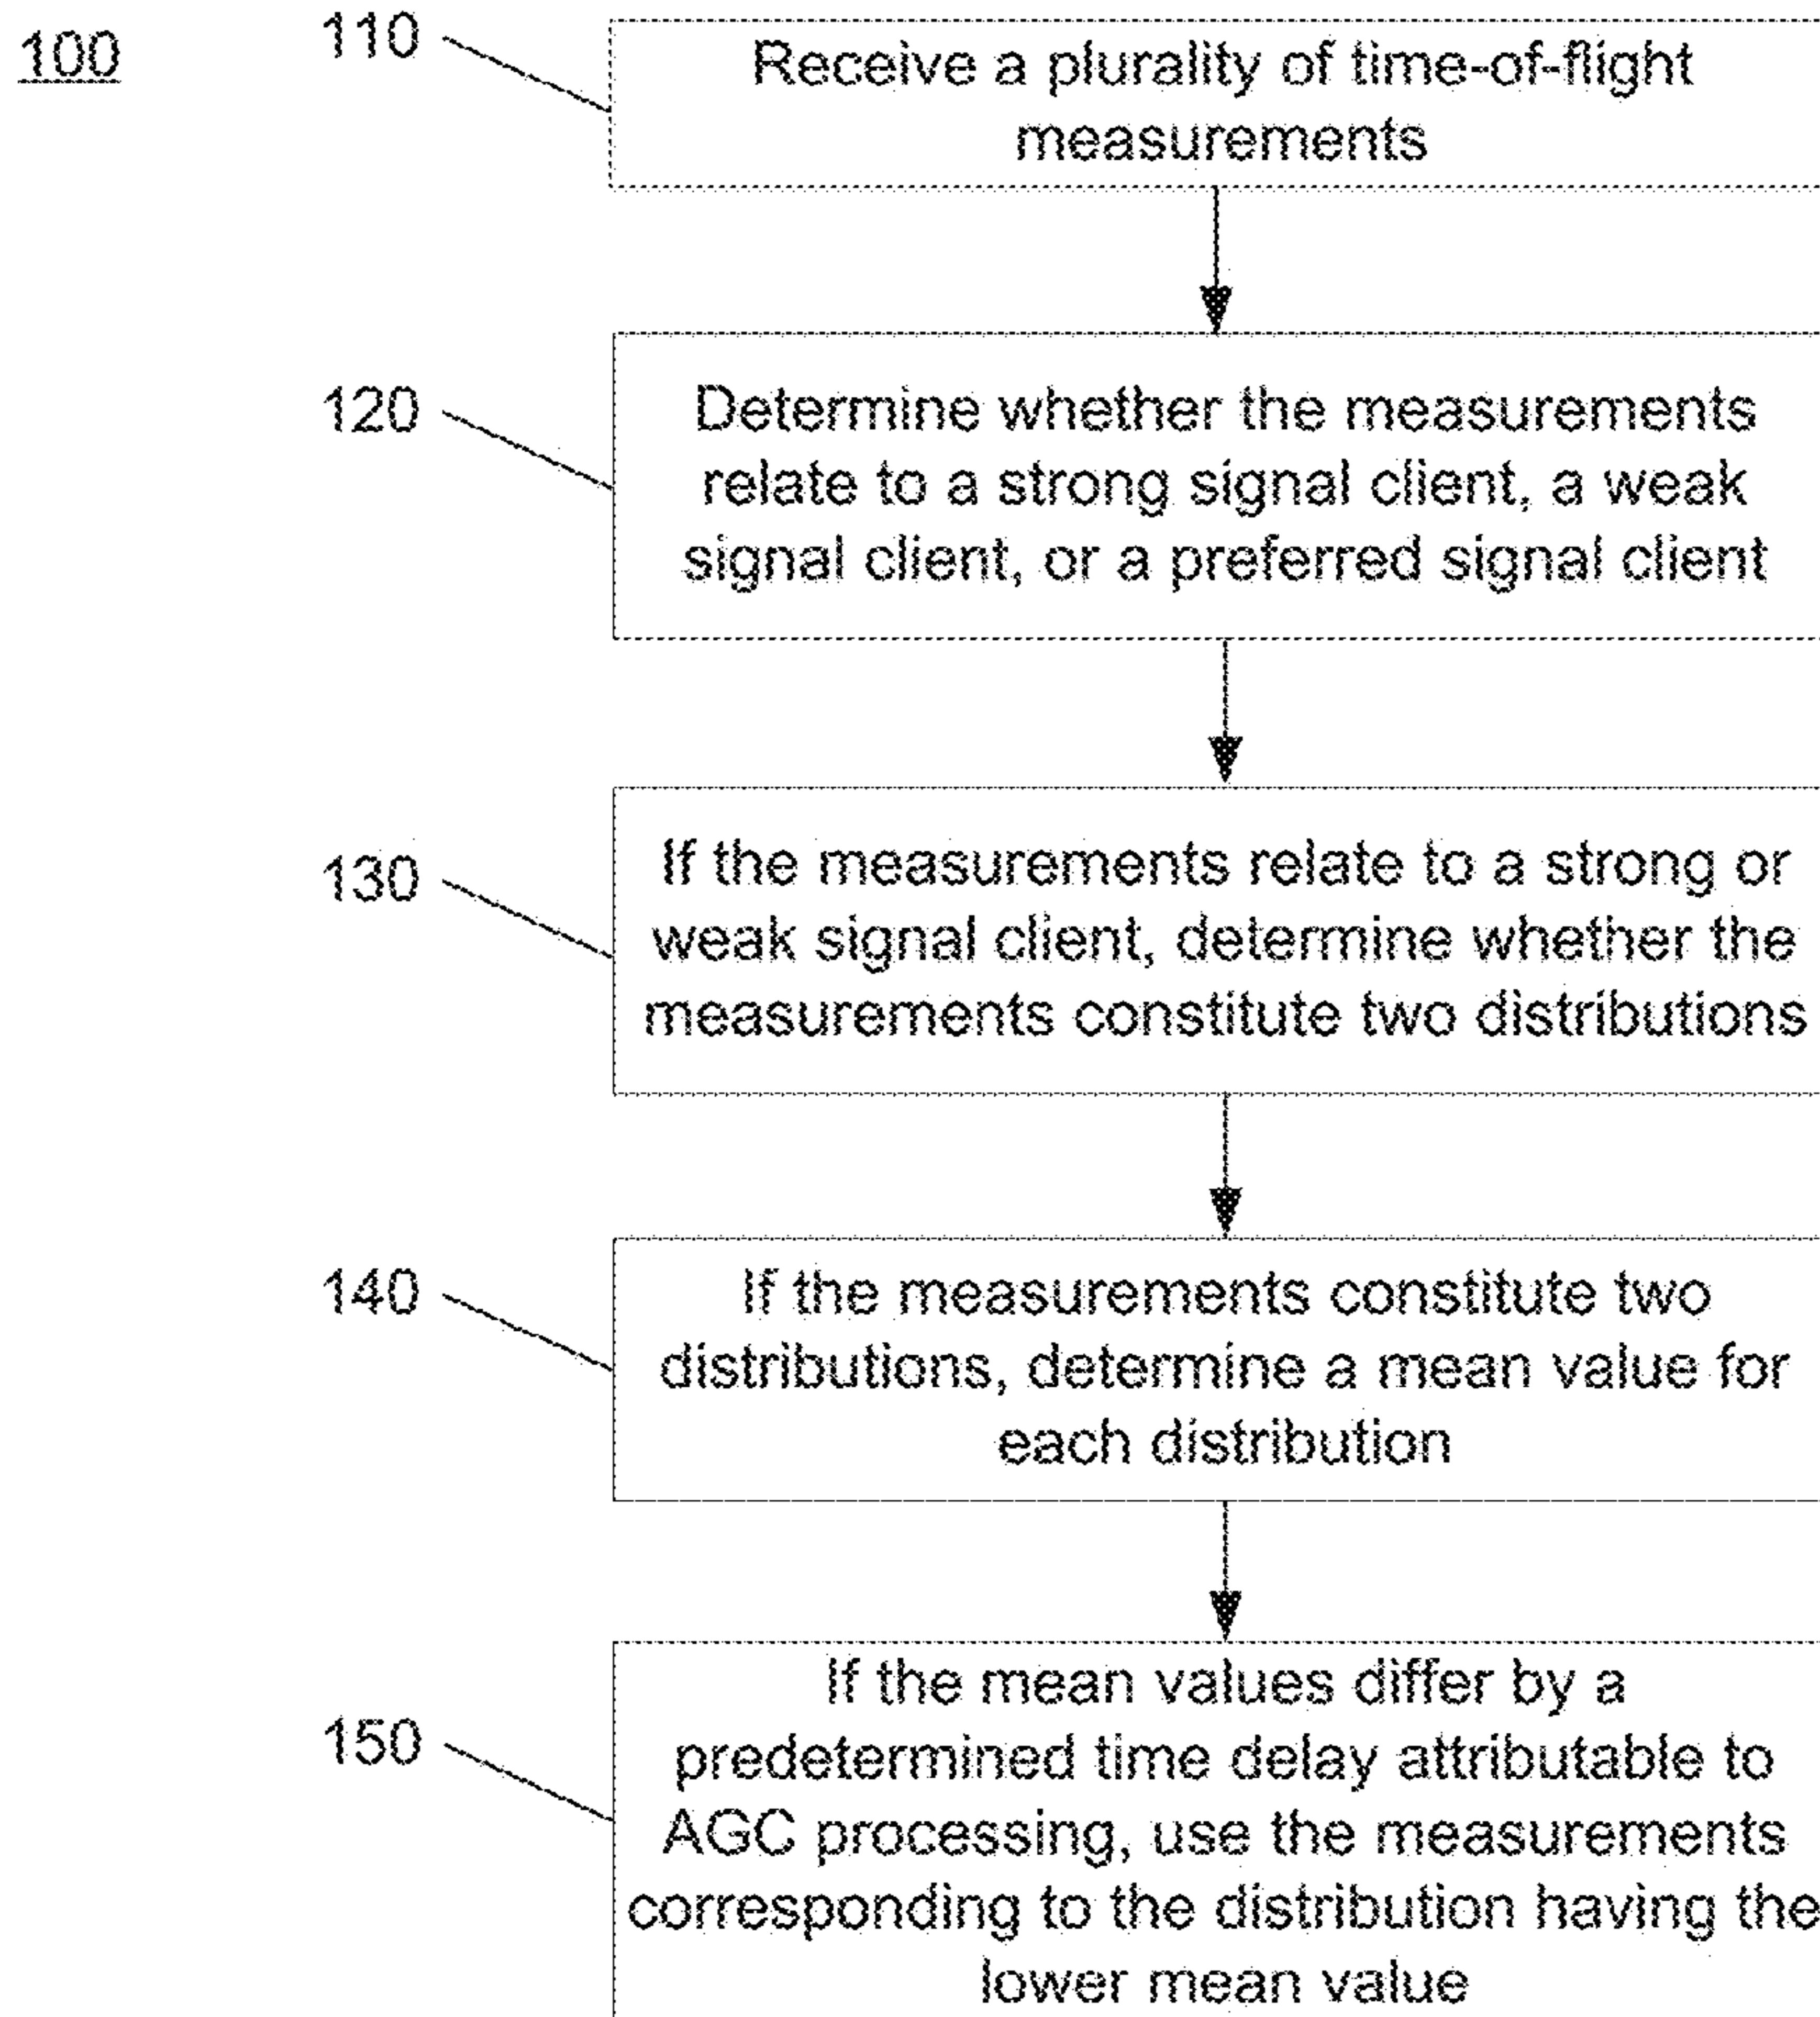 100
110
Receive a plurality of time-of-flight
measurements
120
Determine whether the measurements
relate to a strong signal client, a weak
signal client, or a preferred signal client
130
If the measurements relate to a strong or
weak signal client, determine whether the
measurements constitute two distributions
140
If the measurements constitute two
distributions, determine a mean value for
each distribution
150
If the mean values differ by a
predetermined time delay attributable to
AGC processing, use the measurements
corresponding to the distribution having the
lower mean value